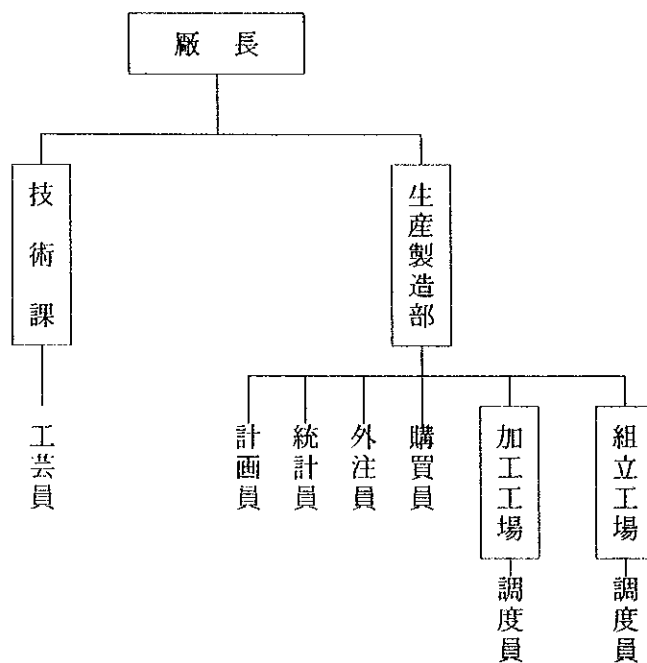 廠長
技術課
生産製造部
工芸員
計画員
統計員
外注員
購買員
加工工場
組立工場
調度員
調度員